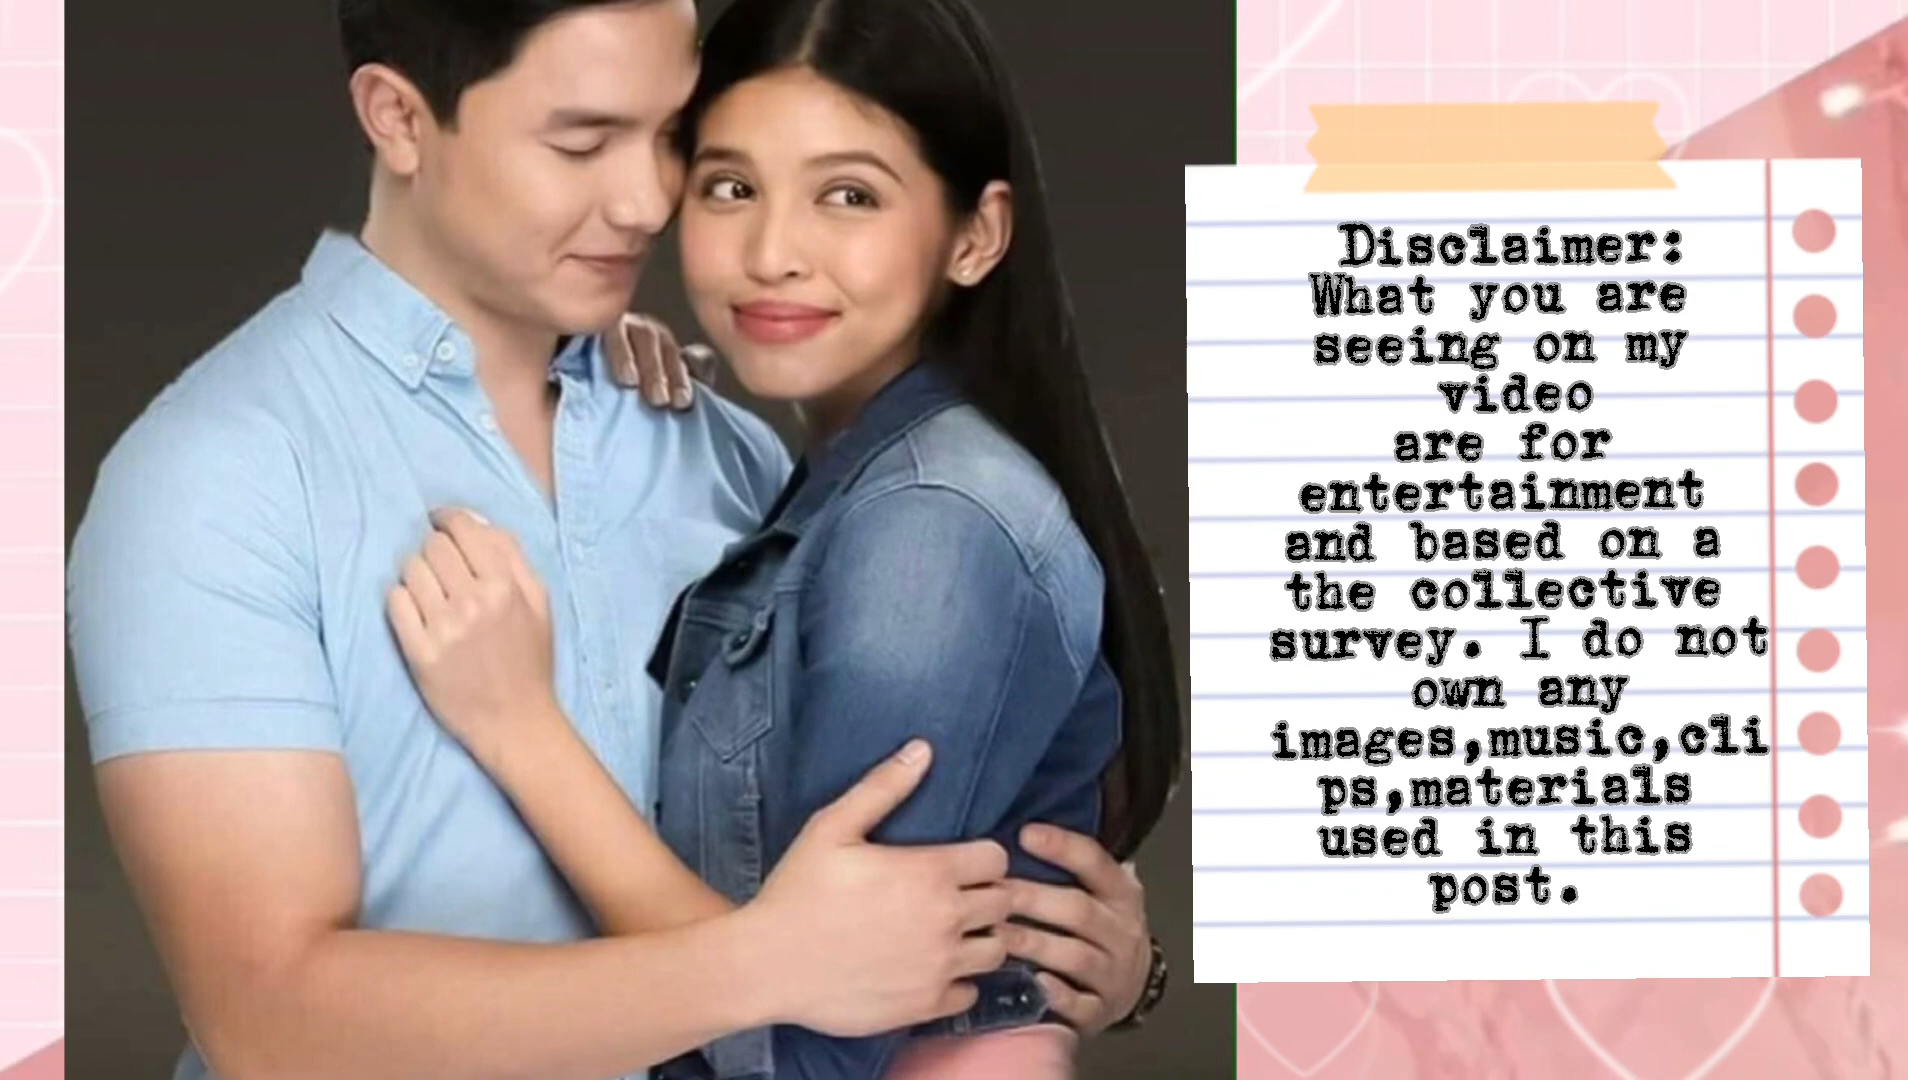 Disclaimer:
What you are
seeing on my
video
are for
entertainment
and based on a
the collective
survey. I do not
own any
images,music,cli
ps,materials
used in this
post.